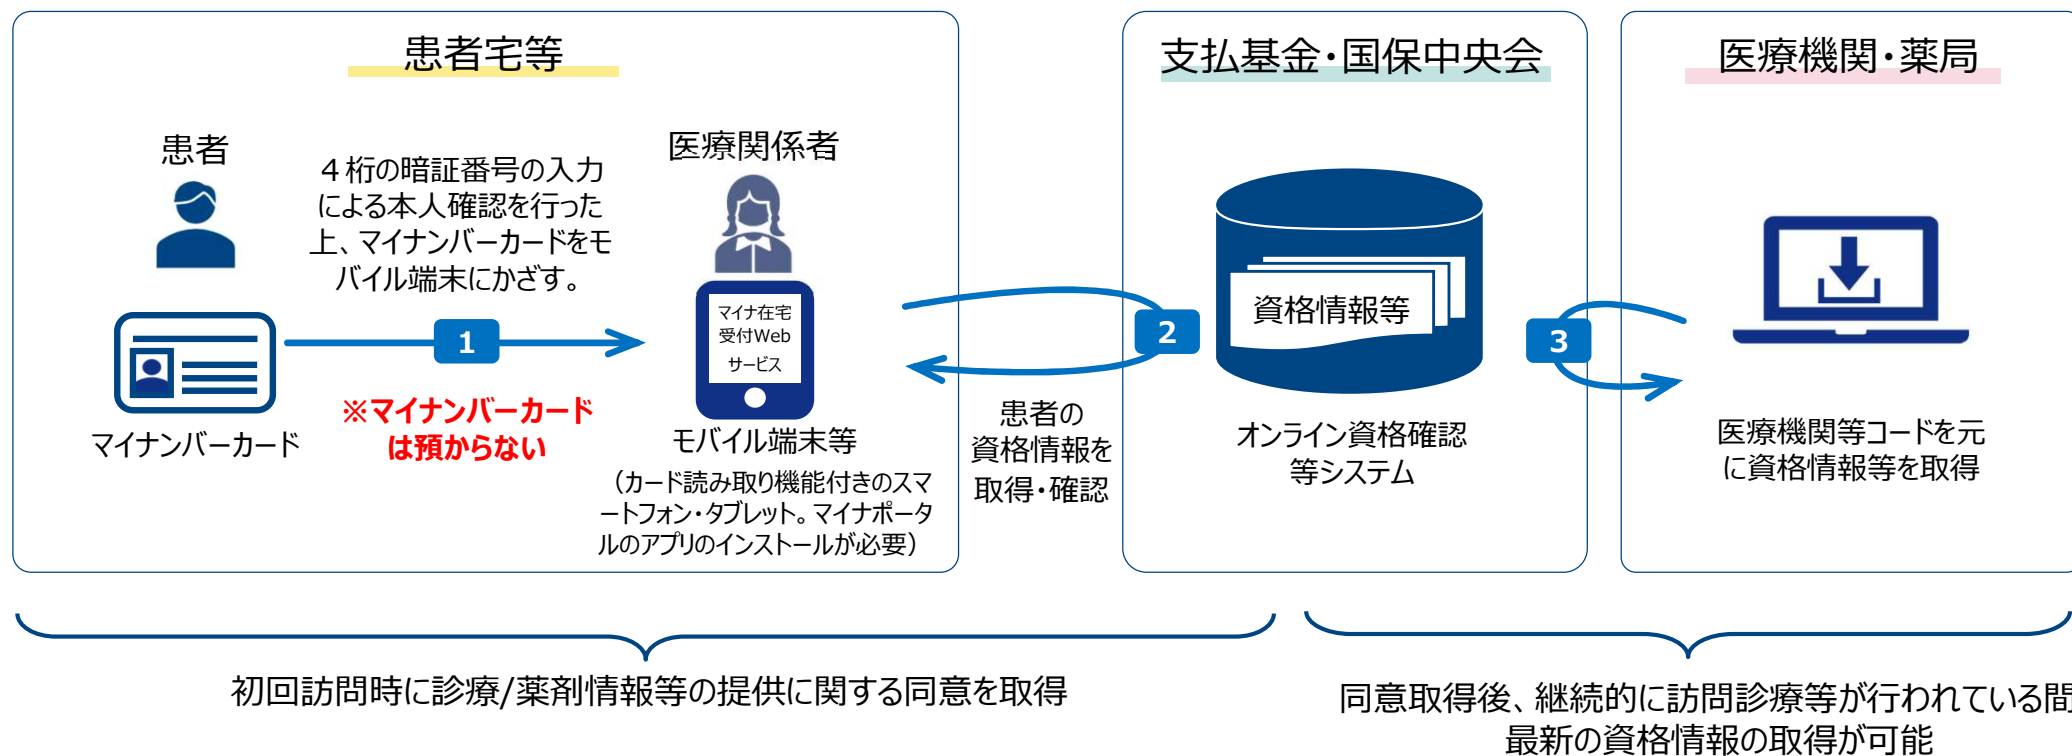 患者宅等
患者
４桁の暗証番号の入力
による本人確認を行った
上、マイナンバーカードをモ
バイル端末にかざす。
1
マイナンバーカード
※マイナンバーカード
は預からない
医療関係者
マイナ在宅
受付Web
サービス
モバイル端末等
（カード読み取り機能付きのスマ
ートフォン・タブレット。マイナポータ
ルのアプリのインストールが必要）
2
患者の
資格情報を
取得・確認
支払基金・国保中央会
資格情報等
オンライン資格確認
等システム
3
医療機関・薬局
医療機関等コードを元
に資格情報等を取得
初回訪問時に診療/薬剤情報等の提供に関する同意を取得
同意取得後、継続的に訪問診療等が行われている間
最新の資格情報の取得が可能